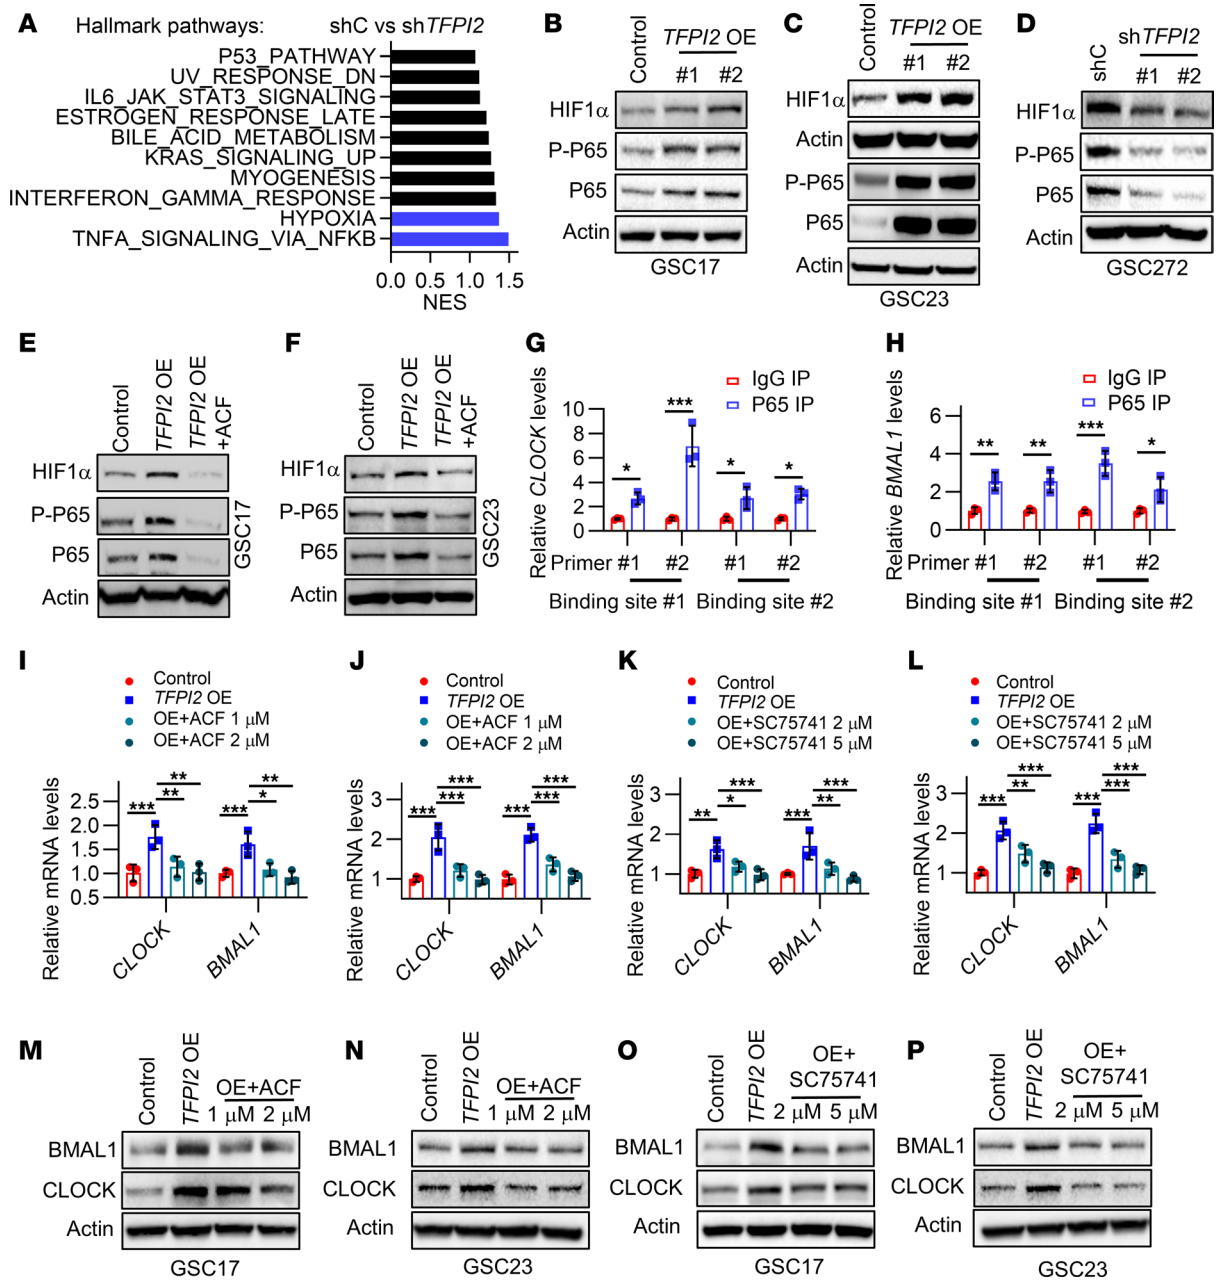 A Hallmark pathways: shC vs shTFPI2
P53_PATHWAY
UV_RESPONSE_DN
IL6_JAK_STAT3_SIGNALING
ESTROGEN_RESPONSE_LATE
BILE_ACID_METABOLISM
KRAS_SIGNALING_UP
MYOGENESIS
INTERFERON_GAMMA_RESPONSE
HYPOXIA
TNFA_SIGNALING_VIA_NFKB
0.0 0.5 1.0 1.5
NES
B
Control
TFPI2 OE
#1 #2
HIF1α
P-P65
P65
Actin
GSC17
C
Control
TFPI2 OE
#1 #2
HIF1α
Actin
P-P65
P65
Actin
GSC23
D
shC
shTFPI2
#1 #2
HIF1α
P-P65
P65
Actin
GSC272
E
Control
TFPI2 OE
TFPI2 OE
+ACF
HIF1α
P-P65
P65
Actin
GSC17
F
Control
TFPI2 OE
TFPI2 OE
+ACF
HIF1α
P-P65
P65
Actin
GSC23
G
IgG IP
P65 IP
Relative CLOCK levels
10
8
6
4
2
0
* *** * *
Primer #1 #2 #1 #2
Binding site #1 Binding site #2
H
IgG IP
P65 IP
Relative BMAL1 levels
6
4
2
0
** ** *** *
Primer #1 #2 #1 #2
Binding site #1 Binding site #2
I
Control
TFPI2 OE
OE+ACF 1 μM
OE+ACF 2 μM
Relative mRNA levels
2.5
2.0
1.5
1.0
0.5
** **
*** ** *** *
CLOCK BMAL1
J
Control
TFPI2 OE
OE+ACF 1 μM
OE+ACF 2 μM
Relative mRNA levels
3
2
1
*** ***
*** *** *** ***
CLOCK BMAL1
K
Control
TFPI2 OE
OE+SC75741 2 μM
OE+SC75741 5 μM
Relative mRNA levels
3
2
1
*** ***
** * *** **
CLOCK BMAL1
L
Control
TFPI2 OE
OE+SC75741 2 μM
OE+SC75741 5 μM
Relative mRNA levels
3
2
1
*** ***
*** ** *** ***
CLOCK BMAL1
M
Control
TFPI2 OE
OE+ACF
1 μM 2 μM
BMAL1
CLOCK
Actin
GSC17
N
Control
TFPI2 OE
OE+ACF
1 μM 2 μM
BMAL1
CLOCK
Actin
GSC23
O
Control
TFPI2 OE
OE+
SC75741
2 μM 5 μM
BMAL1
CLOCK
Actin
GSC17
P
Control
TFPI2 OE
OE+
SC75741
2 μM 5 μM
BMAL1
CLOCK
Actin
GSC23